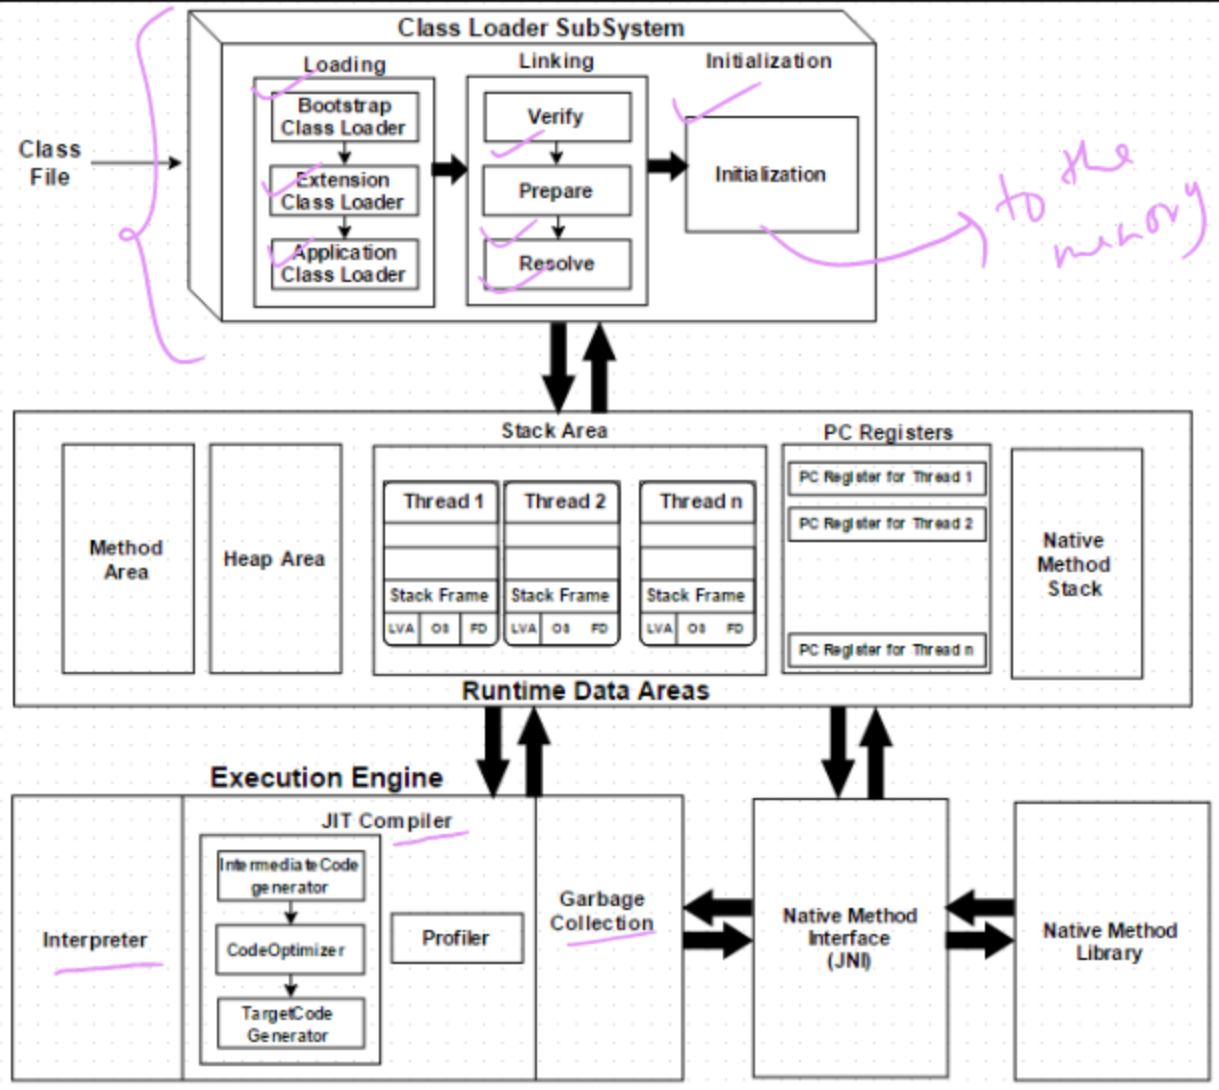 Class Loader SubSystem
Loading
Linking
Initialization
Bootstrap
Class Loader
Verify
Class
File
Extension
Class Loader
Prepare
Initialization
to the
memory
Application
Class Loader
Resolve
Stack Area
PC Registers
Method
Area
Heap Area
Thread 1
Stack Frame
LVA OS FD
Thread 2
Stack Frame
LVA OS FD
Thread n
Stack Frame
LVA OS FD
PC Register for Thread 1
PC Register for Thread 2
PC Register for Thread n
Native
Method
Stack
Runtime Data Areas
Execution Engine
Interpreter
JIT Compiler
IntermediateCode
generator
CodeOptimizer
TargetCode
Generator
Profiler
Garbage
Collection
Native Method
Interface
(JNI)
Native Method
Library